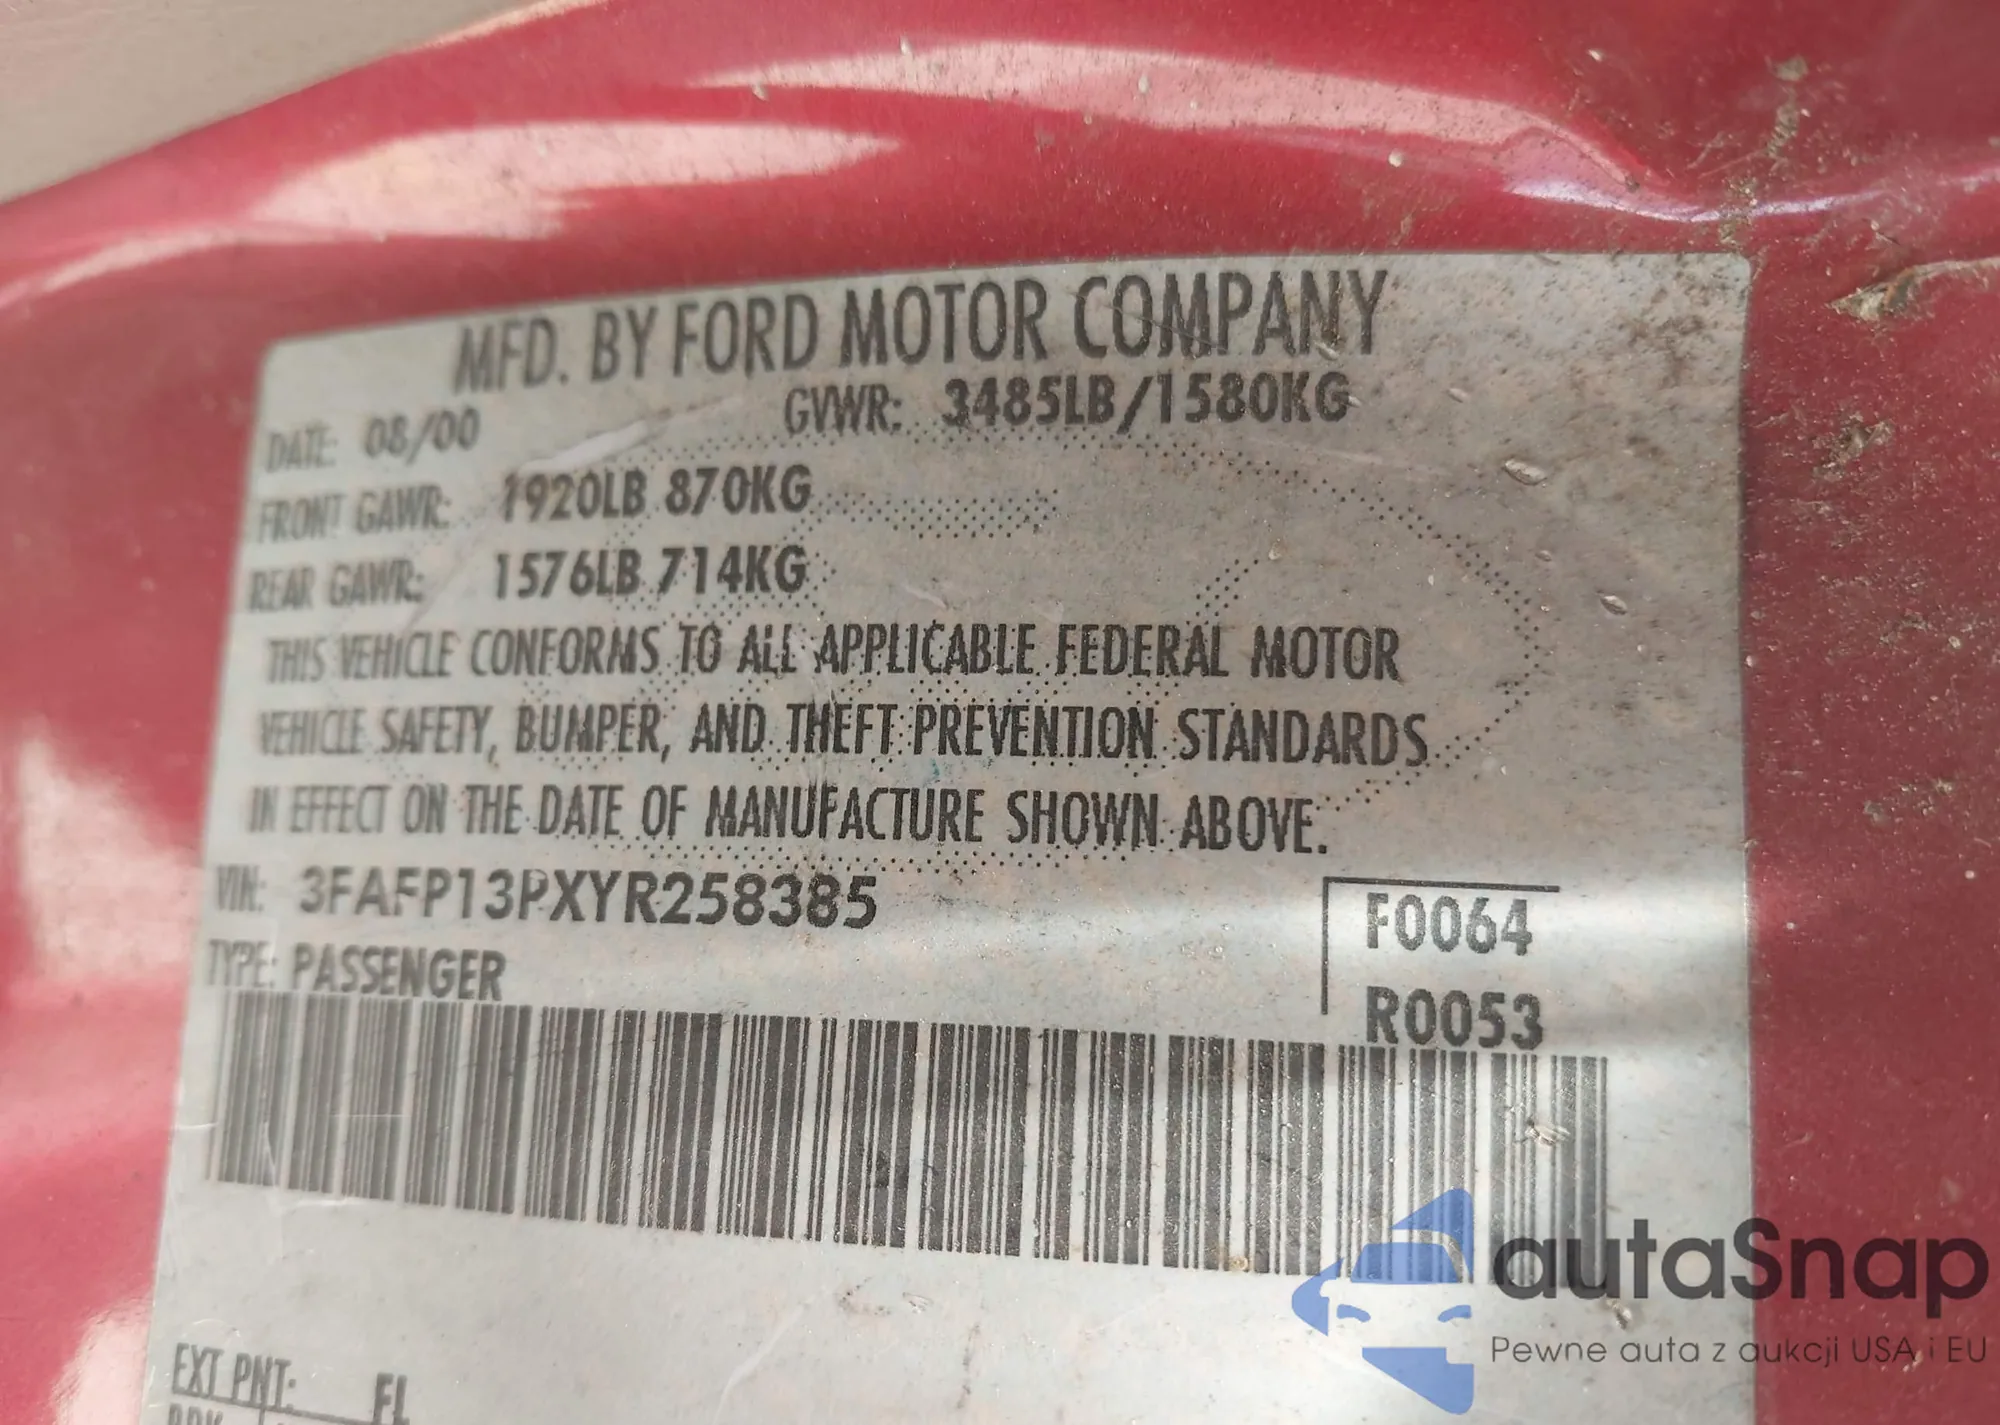 MFD. BY FORD MOTOR COMPANY
DATE: 08/00 GVWR: 3485LB/1580KG
FRONT GAWR: 1920LB 870KG
REAR GAWR: 1576LB 714KG
THIS VEHICLE CONFORMS TO ALL APPLICABLE FEDERAL MOTOR
VEHICLE SAFETY, BUMPER, AND THEFT PREVENTION STANDARDS
IN EFFECT ON THE DATE OF MANUFACTURE SHOWN ABOVE.
VIN: 3FAFP13PXYR258385
F0064
TYPE: PASSENGER
R0053
EXT PNT: FL
autaSnap
Pewne auta z aukcji USA i EU